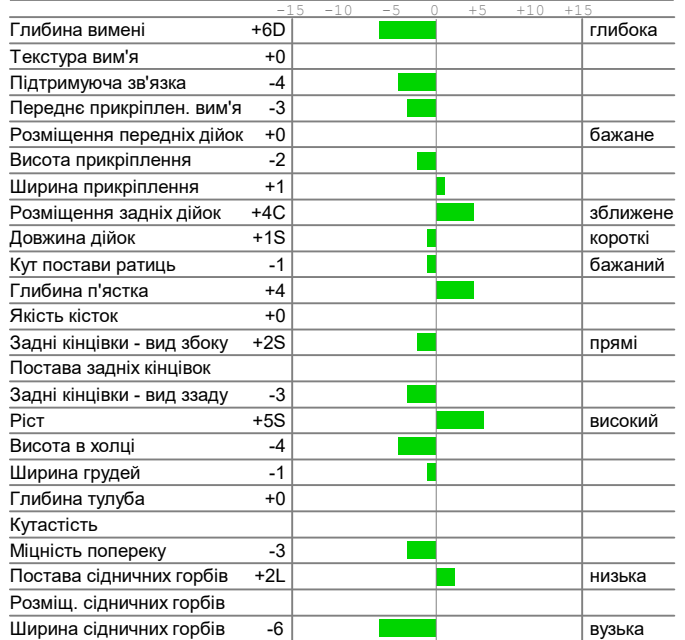 -15 -10 -5 0 +5 +10 +15
Глибина вимені +6D глибока
Текстура вим'я +0
Підтримуюча зв'язка -4
Переднє прикріплен. вим'я -3
Розміщення передніх дійок +0 бажане
Висота прикріплення -2
Ширина прикріплення +1
Розміщення задніх дійок +4C зближене
Довжина дійок +1S короткі
Кут постави ратиць -1 бажаний
Глибина п'ястка +4
Якість кісток +0
Задні кінцівки - вид збоку +2S прямі
Постава задніх кінцівок
Задні кінцівки - вид ззаду -3
Ріст +5S високий
Висота в холці -4
Ширина грудей -1
Глибина тулуба +0
Кутастість
Міцність попереку -3
Постава сідничних горбів +2L низька
Розміщ. сідничних горбів
Ширина сідничних горбів -6 вузька